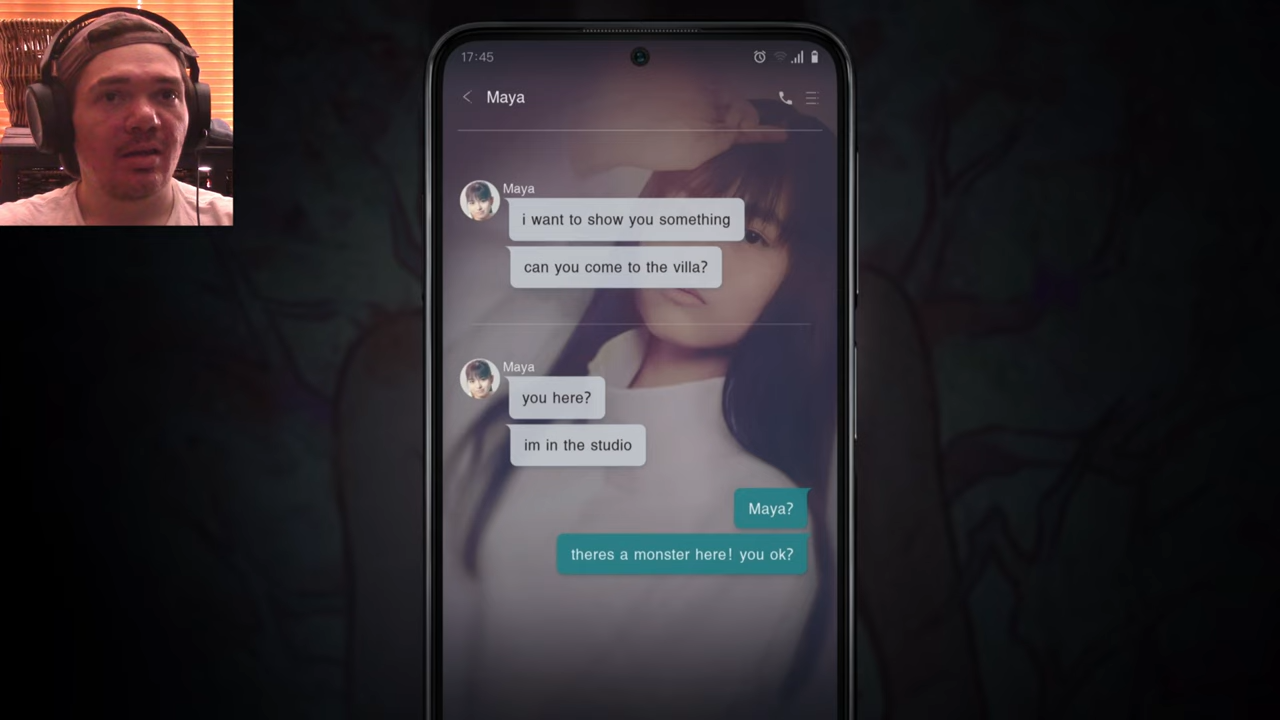 17:45
Maya
Maya
i want to show you something
can you come to the villa?
Maya
you here?
im in the studio
Maya?
theres a monster here! you ok?